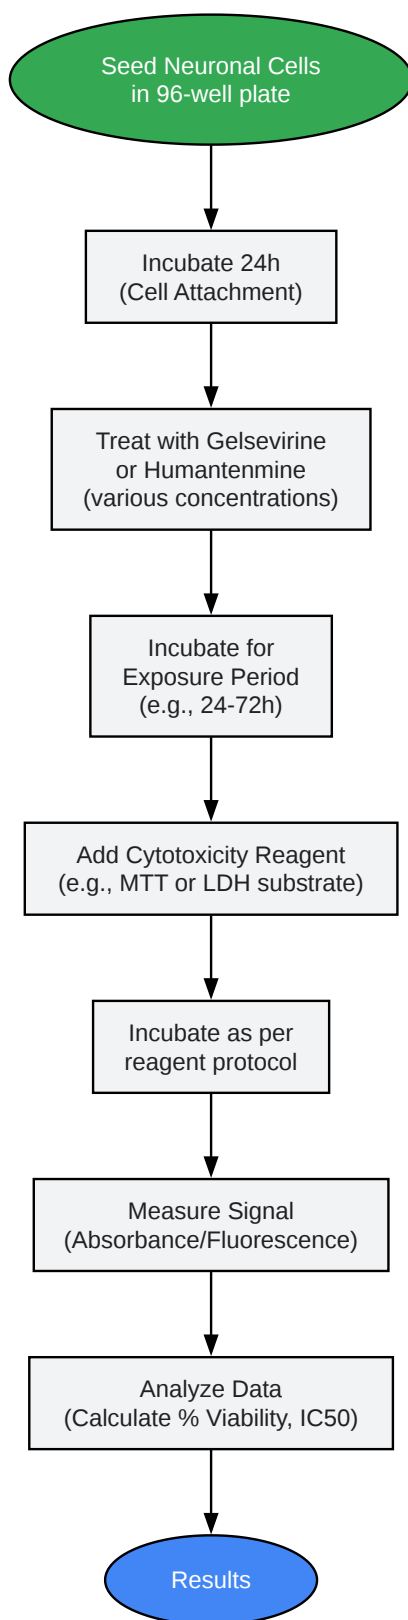 Seed Neuronal Cells
in 96-well plate
Incubate 24h
(Cell Attachment)
Treat with Gelsevirine
or Humantenmine
(various concentrations)
Incubate for
Exposure Period
(e.g., 24-72h)
Add Cytotoxicity Reagent
(e.g., MTT or LDH substrate)
Incubate as per
reagent protocol
Measure Signal
(Absorbance/Fluorescence)
Analyze Data
(Calculate % Viability, IC50)
Results